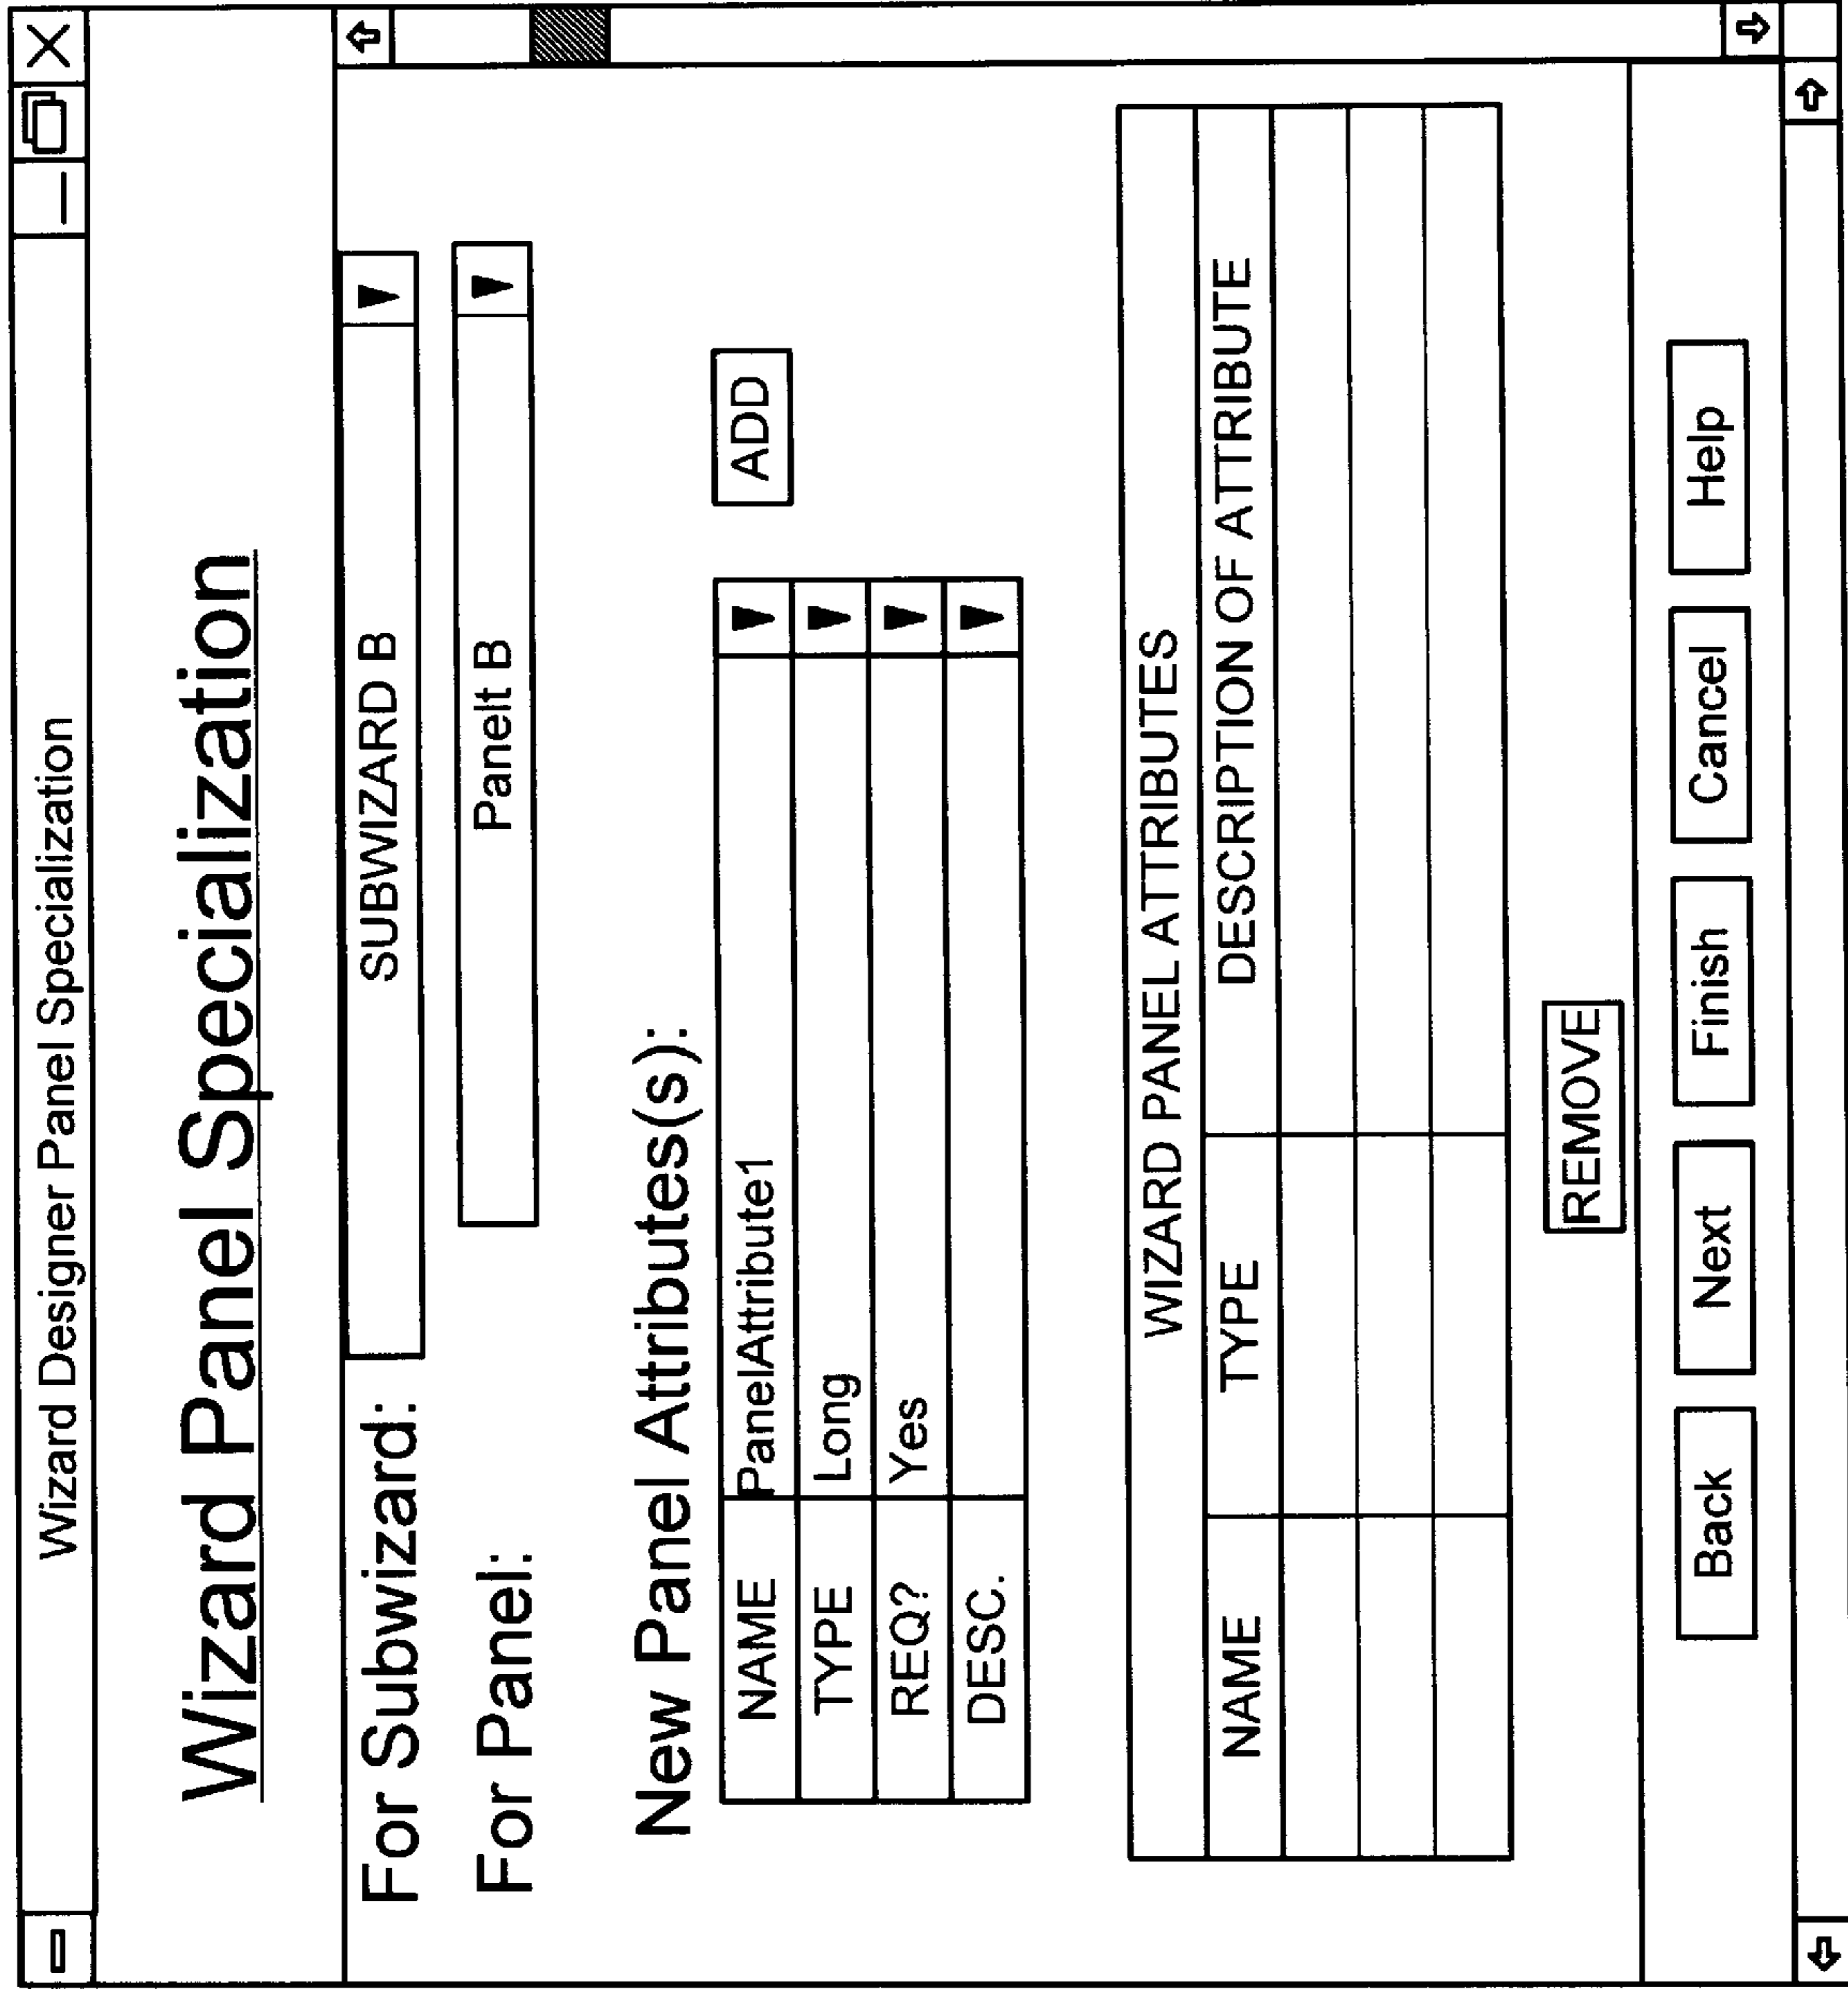 Wizard Designer Panel Specialization
Wizard Panel Specialization
For Subwizard: SUBWIZARD B
For Panel: Panelt B
New Panel Attributes(s):
NAME PanelAttribute1 ADD
TYPE Long
REQ? Yes
DESC.
WIZARD PANEL ATTRIBUTES
NAME TYPE DESCRIPTION OF ATTRIBUTE
REMOVE
Back Next Finish Cancel Help